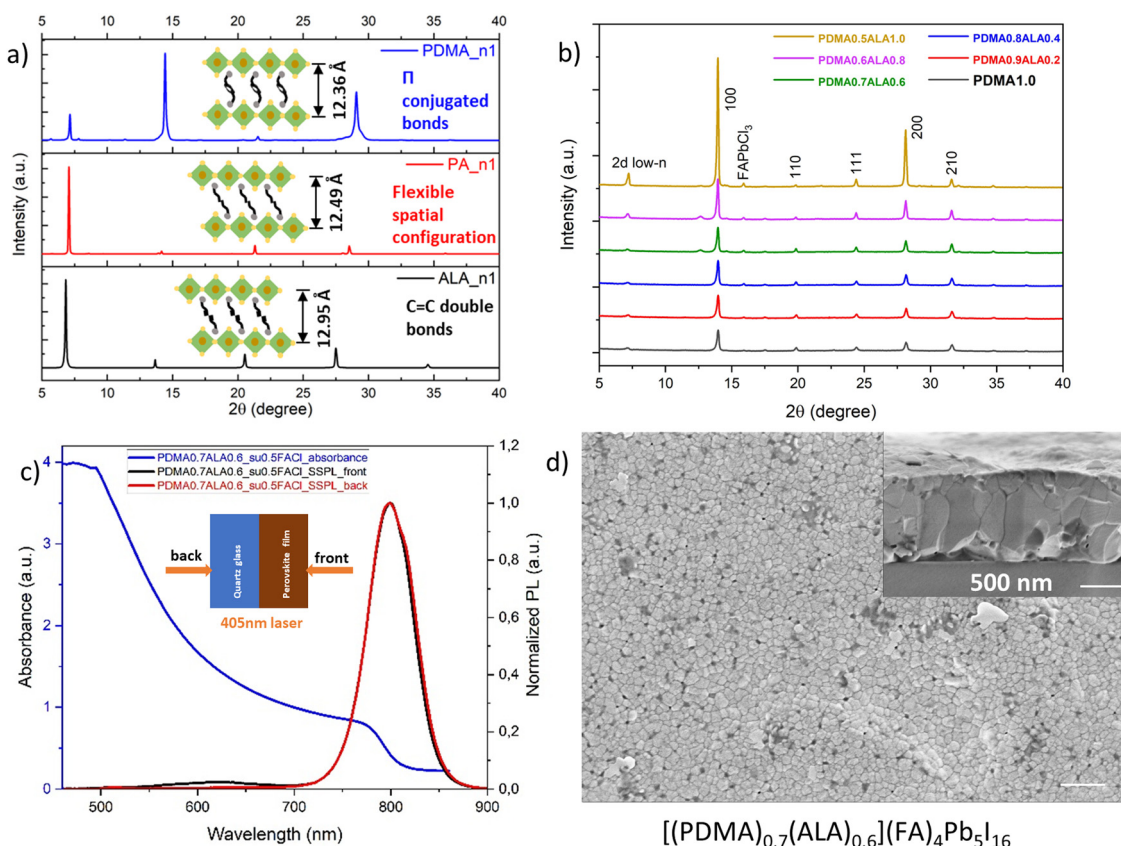 a)
5 10 15 20 25 30 35 40
PDMA_n1
Π
conjugated
bonds
12.36 Å
PA_n1
Flexible
spatial
configuration
12.49 Å
ALA_n1
C=C double
bonds
12.95 Å
Intensity (a.u.)
5 10 15 20 25 30 35 40
2θ (degree)
b)
PDMA0.5ALA1.0
PDMA0.6ALA0.8
PDMA0.7ALA0.6
PDMA0.8ALA0.4
PDMA0.9ALA0.2
PDMA1.0
2d low-n
100
FAPbCl3
110
111
200
210
Intensity (a.u.)
5 10 15 20 25 30 35 40
2θ (degree)
c)
PDMA0.7ALA0.6_su0.5FACl_absorbance
PDMA0.7ALA0.6_su0.5FACl_SSPL_front
PDMA0.7ALA0.6_su0.5FACl_SSPL_back
back
Quartz glass
Perovskite film
front
405nm laser
Absorbance (a.u.)
4
3
2
1
0
Normalized PL (a.u.)
1,2
1,0
0,8
0,6
0,4
0,2
0,0
500 600 700 800 900
Wavelength (nm)
d)
500 nm
[(PDMA)0.7(ALA)0.6](FA)4Pb5I16